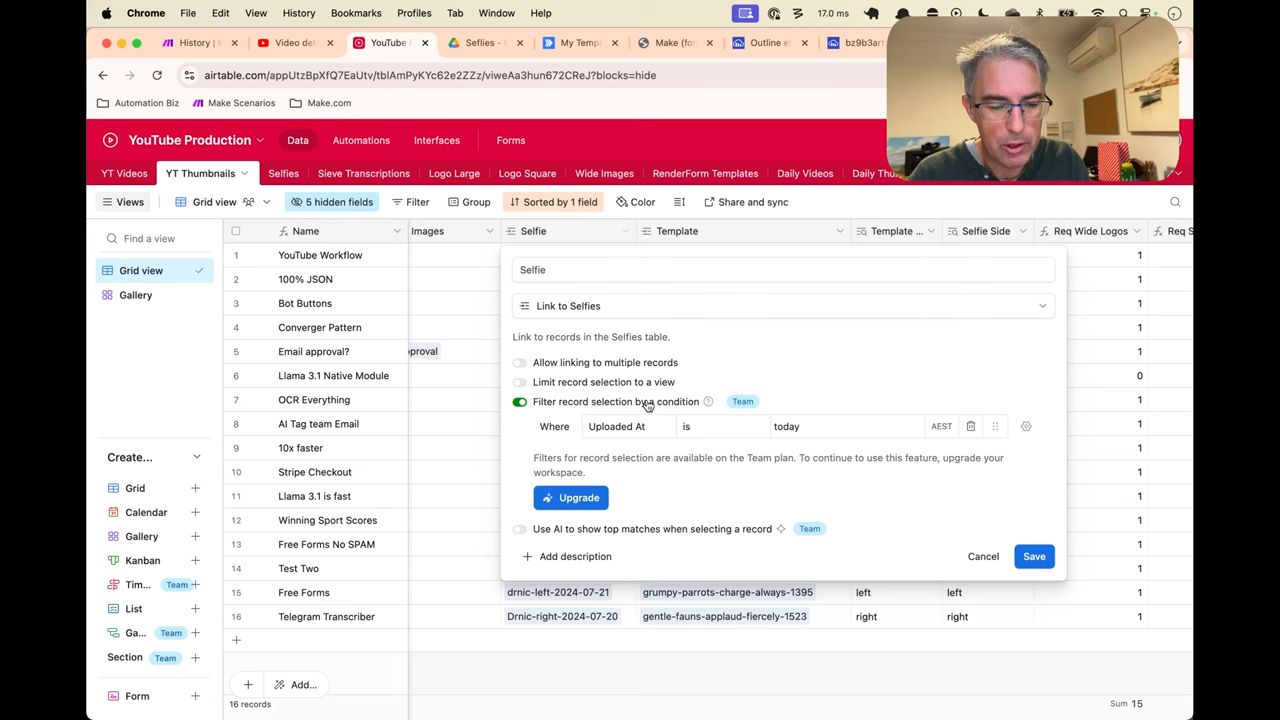 Chrome File Edit View History Bookmarks Profiles Tab Window Help 17.0 ms
History | M
Video det
YouTube P
Seflies - G
My Templ
Make (for
Outline ef
bz9b3art
airtable.com/appUtzBpXfQ7EaUtv/tblAmPyKYc62e2ZZz/viweAa3hun672CReJ?blocks=hide
Automation Biz Make Scenarios Make.com
YouTube Production Data Automations Interfaces Forms
YT Videos YT Thumbnails Selfies Sieve Transcriptions Logo Large Logo Square Wide Images RenderForm Templates Daily Videos Daily Thu
Views Grid view 5 hidden fields Filter Group Sorted by 1 field Color Share and sync
Find a view
Grid view
Gallery
Create...
Grid
Calendar
Gallery
Kanban
Tim... Team
List
Ga... Team
Section Team
Form
Name Images Selfie Template Template ... Selfie Side Req Wide Logos Req S
1 YouTube Workflow 1
2 100% JSON 1
3 Bot Buttons 1
4 Converger Pattern 1
5 Email approval? proval 1
6 Llama 3.1 Native Module 0
7 OCR Everything 1
8 AI Tag team Email 1
9 10x faster 1
10 Stripe Checkout 1
11 Llama 3.1 is fast 1
12 Winning Sport Scores 1
13 Free Forms No SPAM 1
14 Test Two 1
15 Free Forms drnic-left-2024-07-21 grumpy-parrots-charge-always-1395 left left 1
16 Telegram Transcriber Drnic-right-2024-07-20 gentle-fauns-applaud-fiercely-1523 right right 1
Add...
16 records Sum 15
Selfie
Link to Selfies
Link to records in the Selfies table.
Allow linking to multiple records
Limit record selection to a view
Filter record selection by a condition Team
Where Uploaded At is today AEST
Filters for record selection are available on the Team plan. To continue to use this feature, upgrade your
workspace.
Upgrade
Use AI to show top matches when selecting a record Team
Add description Cancel Save